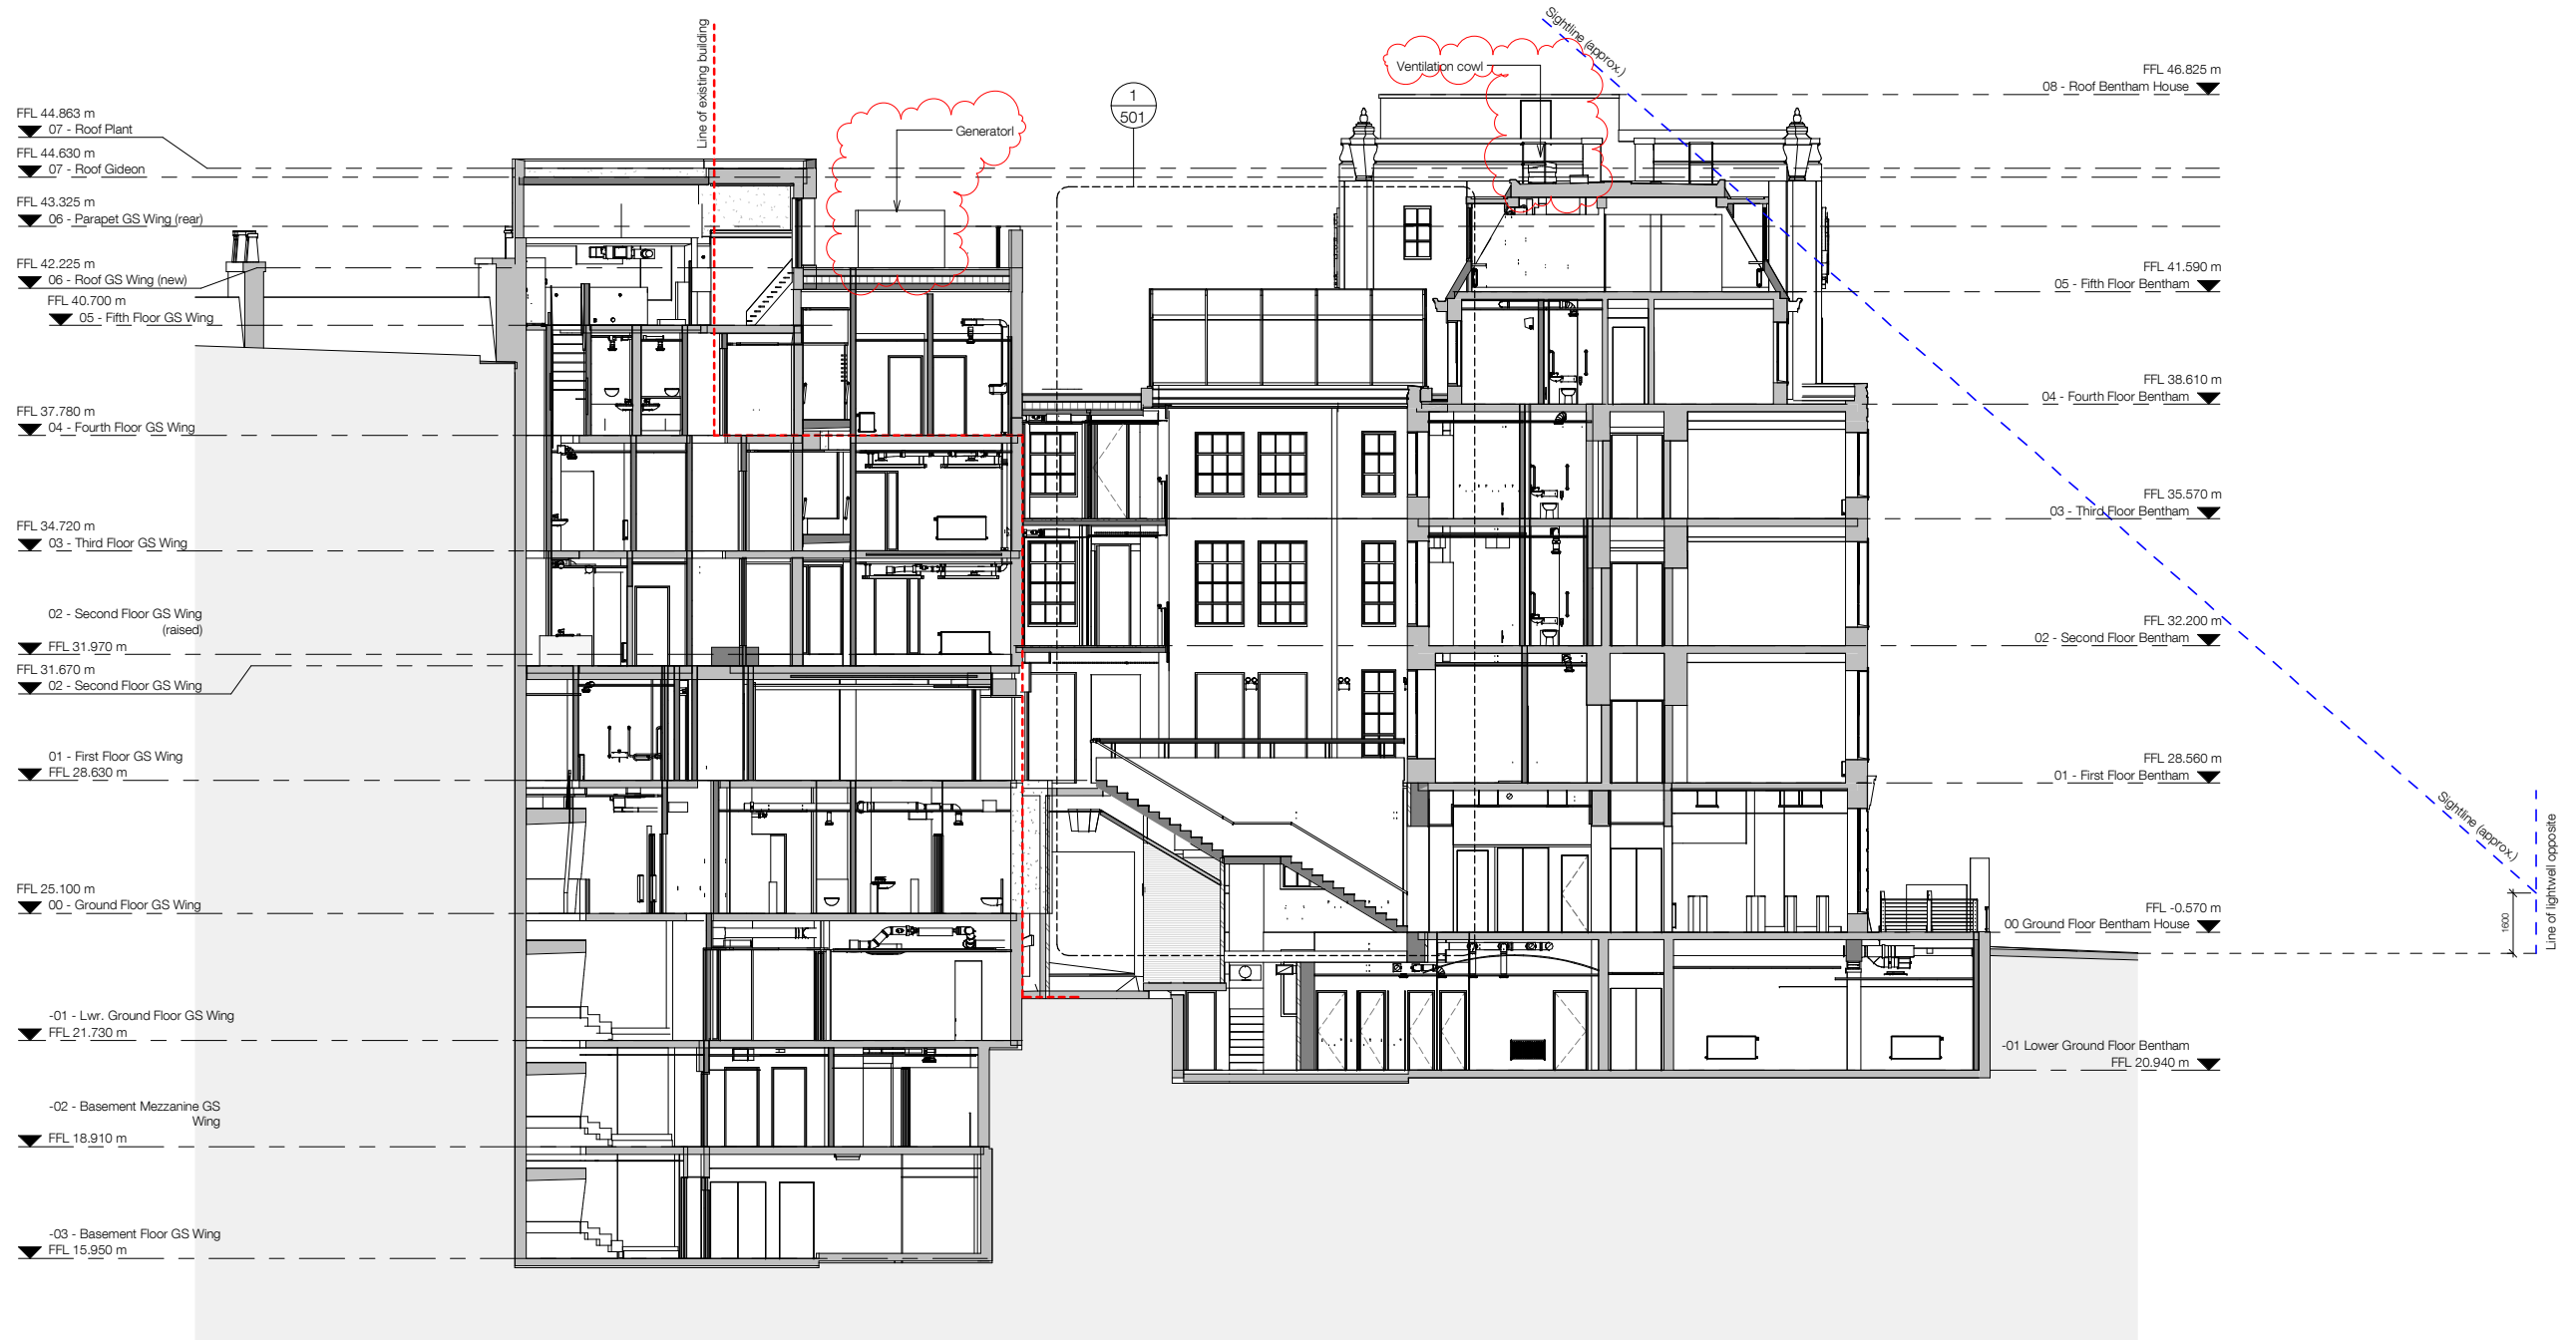 Line of existing building
Sightline (approx.)
Ventilation cowl
Generatorl
1
501
FFL 44.863 m
07 - Roof Plant
FFL 44.630 m
07 - Roof Gideon
FFL 43.325 m
06 - Parapet GS Wing (rear)
FFL 42.225 m
06 - Roof GS Wing (new)
FFL 40.700 m
05 - Fifth Floor GS Wing
FFL 37.780 m
04 - Fourth Floor GS Wing
FFL 34.720 m
03 - Third Floor GS Wing
02 - Second Floor GS Wing
(raised)
FFL 31.970 m
FFL 31.670 m
02 - Second Floor GS Wing
01 - First Floor GS Wing
FFL 28.630 m
FFL 25.100 m
00 - Ground Floor GS Wing
-01 - Lwr. Ground Floor GS Wing
FFL 21.730 m
-02 - Basement Mezzanine GS
Wing
FFL 18.910 m
-03 - Basement Floor GS Wing
FFL 15.950 m
FFL 46.825 m
08 - Roof Bentham House
FFL 41.590 m
05 - Fifth Floor Bentham
FFL 38.610 m
04 - Fourth Floor Bentham
FFL 35.570 m
03 - Third Floor Bentham
FFL 32.200 m
02 - Second Floor Bentham
FFL 28.560 m
01 - First Floor Bentham
FFL -0.570 m
00 Ground Floor Bentham House
-01 Lower Ground Floor Bentham
FFL 20.940 m
Sightline (approx.)
1600
Line of lightwell opposite